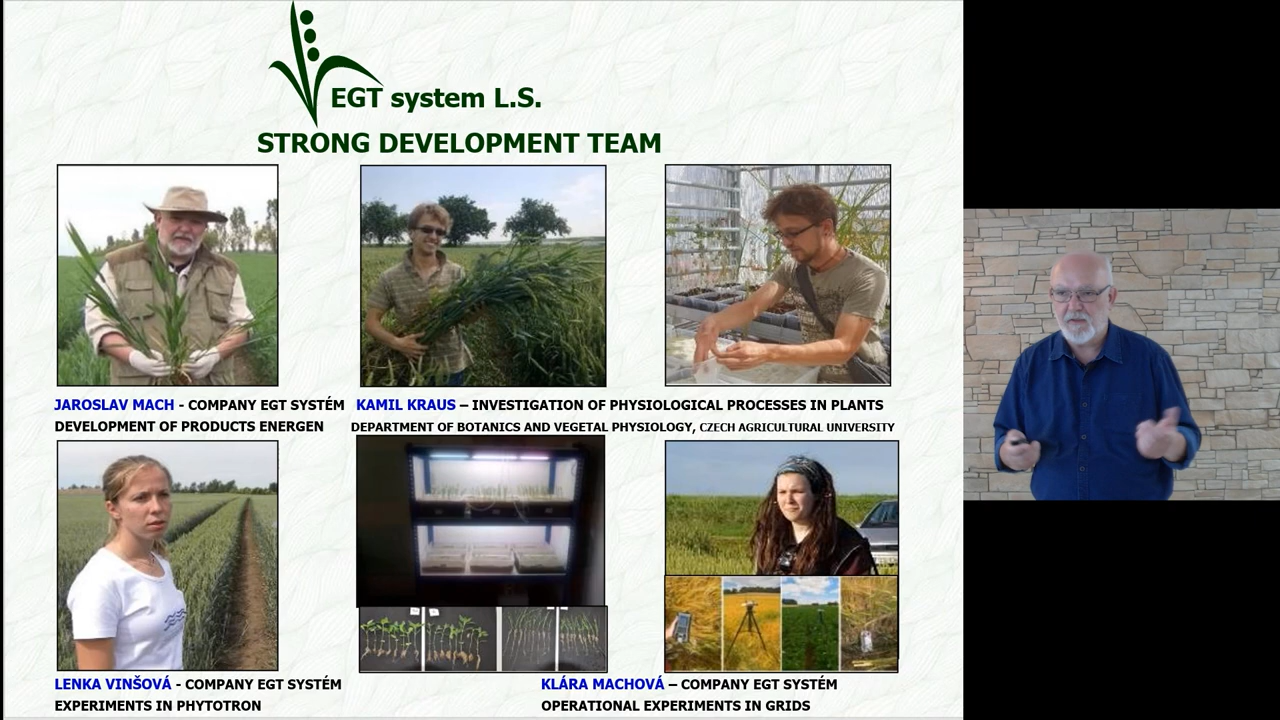 EGT system L.S.
STRONG DEVELOPMENT TEAM
JAROSLAV MACH - COMPANY EGT SYSTÉM
DEVELOPMENT OF PRODUCTS ENERGEN
KAMIL KRAUS – INVESTIGATION OF PHYSIOLOGICAL PROCESSES IN PLANTS
DEPARTMENT OF BOTANICS AND VEGETAL PHYSIOLOGY, CZECH AGRICULTURAL UNIVERSITY
LENKA VINŠOVÁ - COMPANY EGT SYSTÉM
EXPERIMENTS IN PHYTOTRON
KLÁRA MACHOVÁ – COMPANY EGT SYSTÉM
OPERATIONAL EXPERIMENTS IN GRIDS